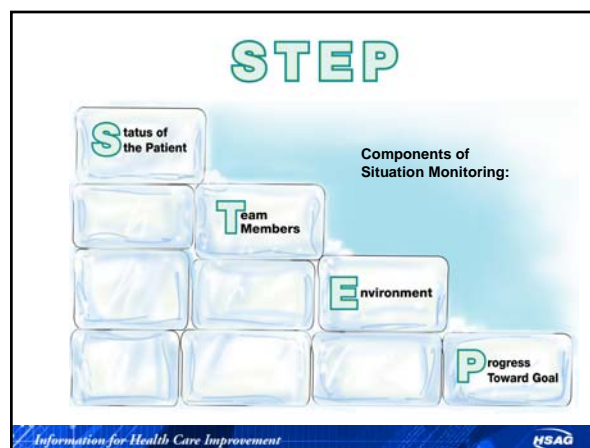 STEP
Status of
the Patient
Components of
Situation Monitoring:
Team
Members
Environment
Progress
Toward Goal
Information for Health Care Improvement
HSAG